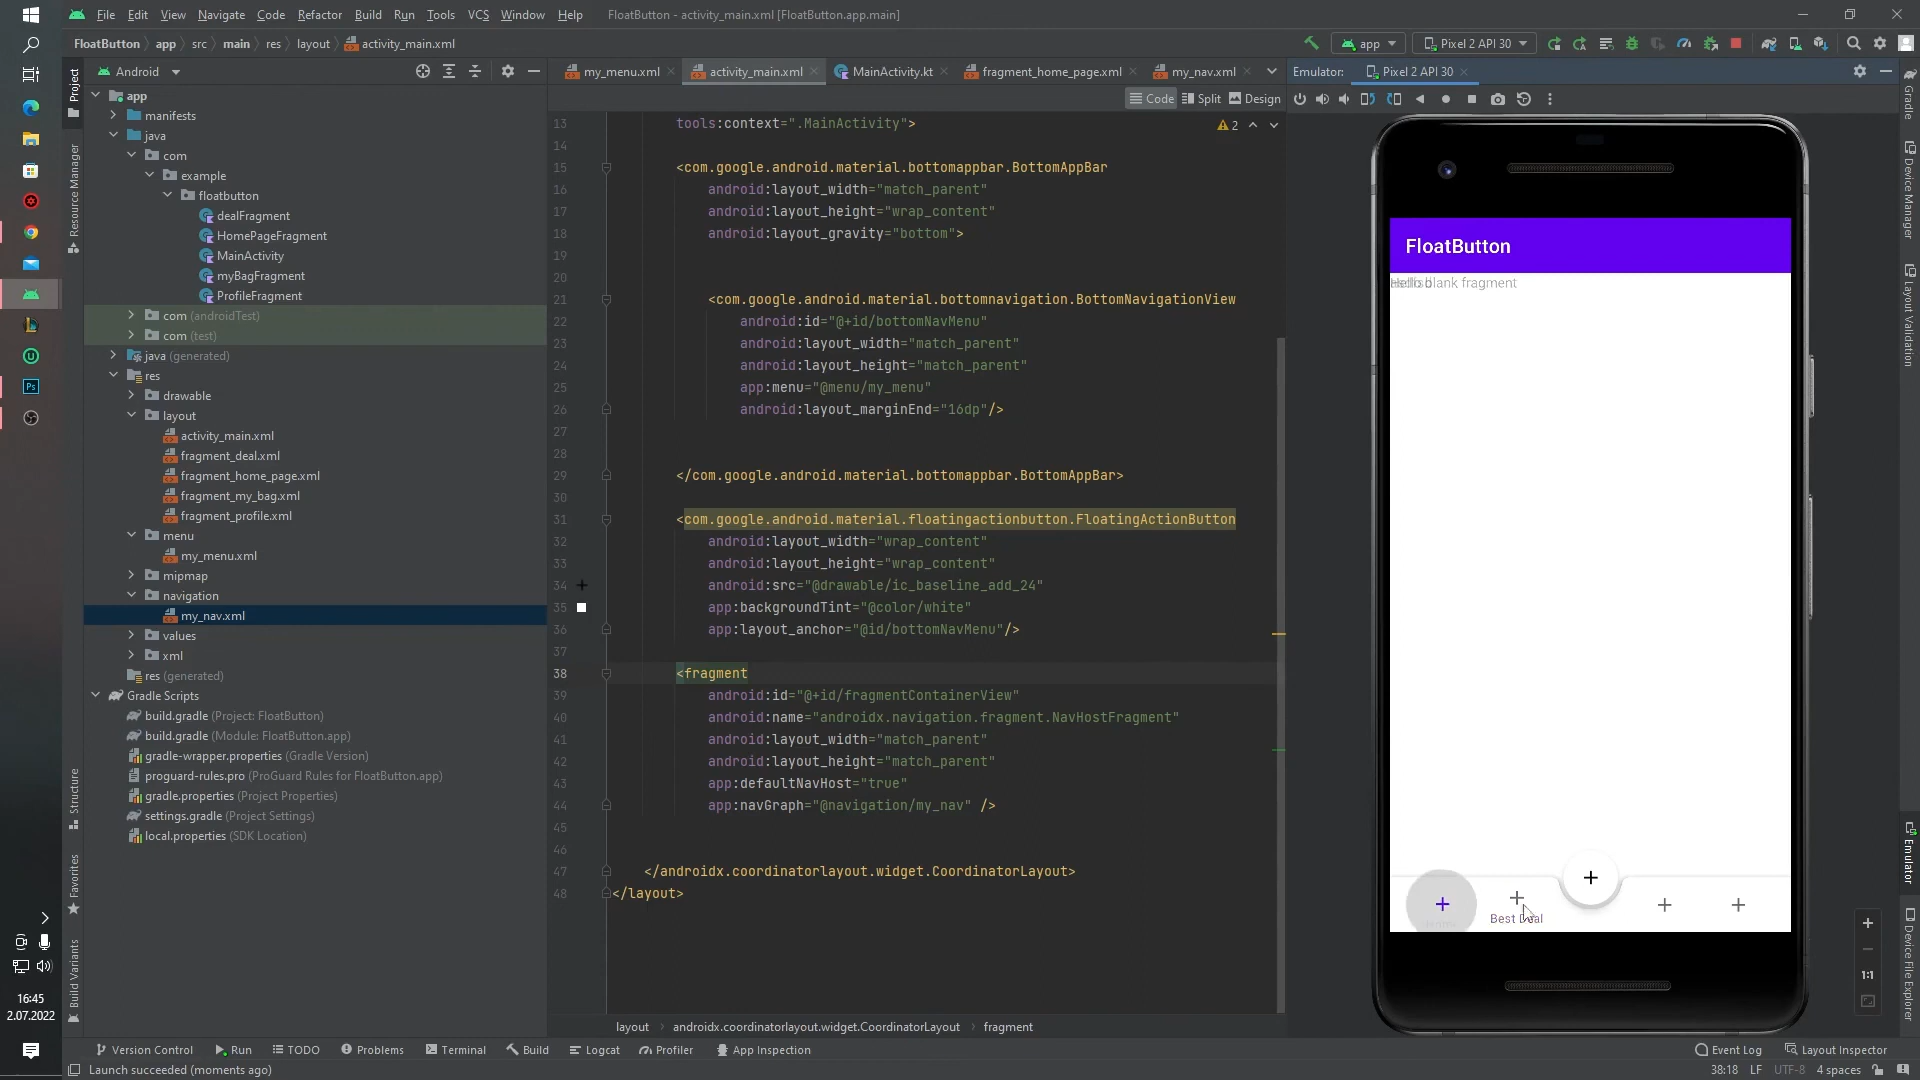 File Edit View Navigate Code Refactor Build Run Tools VCS Window Help FloatButton - activity_main.xml [FloatButton.app.main]
FloatButton app src main res layout activity_main.xml
app Pixel 2 API 30
Android
my_menu.xml activity_main.xml MainActivity.kt fragment_home_page.xml my_nav.xml
Emulator: Pixel 2 API 30
Code Split Design
Project
Resource Manager
Structure
Favorites
Build Variants
app
manifests
java
com
example
floatbutton
dealFragment
HomePageFragment
MainActivity
myBagFragment
ProfileFragment
com (androidTest)
com (test)
java (generated)
res
drawable
layout
activity_main.xml
fragment_deal.xml
fragment_home_page.xml
fragment_my_bag.xml
fragment_profile.xml
menu
my_menu.xml
mipmap
navigation
my_nav.xml
values
xml
res (generated)
Gradle Scripts
build.gradle (Project: FloatButton)
build.gradle (Module: FloatButton.app)
gradle-wrapper.properties (Gradle Version)
proguard-rules.pro (ProGuard Rules for FloatButton.app)
gradle.properties (Project Properties)
settings.gradle (Project Settings)
local.properties (SDK Location)
2
13 tools:context=".MainActivity">
14
15 <com.google.android.material.bottomappbar.BottomAppBar
16 android:layout_width="match_parent"
17 android:layout_height="wrap_content"
18 android:layout_gravity="bottom">
19
20
21 <com.google.android.material.bottomnavigation.BottomNavigationView
22 android:id="@+id/bottomNavMenu"
23 android:layout_width="match_parent"
24 android:layout_height="match_parent"
25 app:menu="@menu/my_menu"
26 android:layout_marginEnd="16dp"/>
27
28
29 </com.google.android.material.bottomappbar.BottomAppBar>
30
31 <com.google.android.material.floatingactionbutton.FloatingActionButton
32 android:layout_width="wrap_content"
33 android:layout_height="wrap_content"
34 android:src="@drawable/ic_baseline_add_24"
35 app:backgroundTint="@color/white"
36 app:layout_anchor="@id/bottomNavMenu"/>
37
38 <fragment
39 android:id="@+id/fragmentContainerView"
40 android:name="androidx.navigation.fragment.NavHostFragment"
41 android:layout_width="match_parent"
42 android:layout_height="match_parent"
43 app:defaultNavHost="true"
44 app:navGraph="@navigation/my_nav" />
45
46
47 </androidx.coordinatorlayout.widget.CoordinatorLayout>
48 </layout>
layout androidx.coordinatorlayout.widget.CoordinatorLayout fragment
FloatButton
blank fragment
Best Deal
1:1
Gradle
Device Manager
Layout Validation
Emulator
Device File Explorer
16:45
2.07.2022
Ps
Version Control Run TODO Problems Terminal Build Logcat Profiler App Inspection Event Log Layout Inspector
Launch succeeded (moments ago) 38:18 LF UTF-8 4 spaces